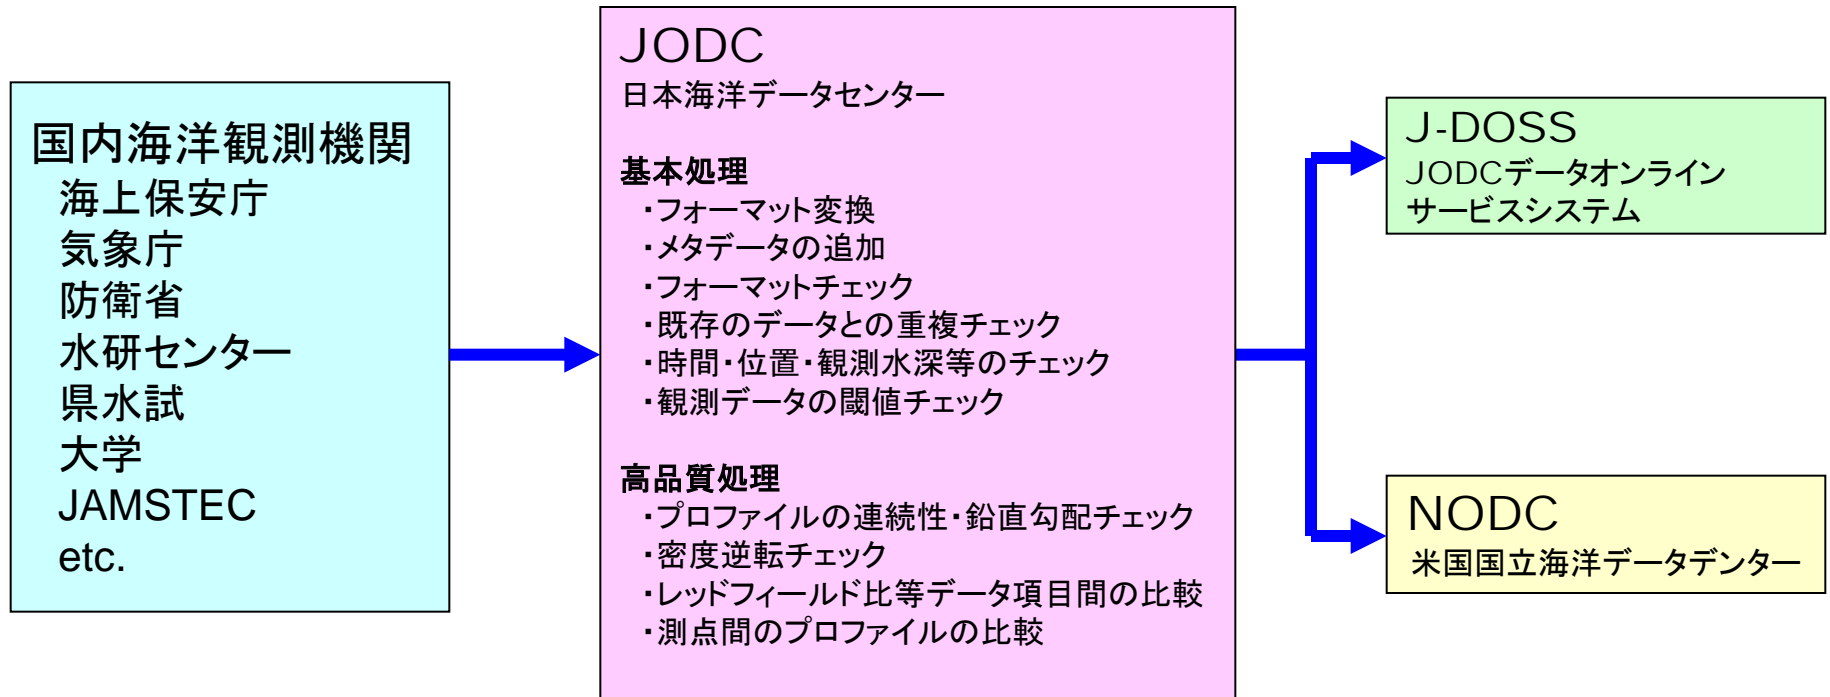 国内海洋観測機関
海上保安庁
気象庁
防衛省
水研センター
県水試
大学
JAMSTEC
etc.
JODC
日本海洋データセンター
基本処理
・フォーマット変換
・メタデータの追加
・フォーマットチェック
・既存のデータとの重複チェック
・時間・位置・観測水深等のチェック
・観測データの閾値チェック
高品質処理
・プロファイルの連続性・鉛直勾配チェック
・密度逆転チェック
・レッドフィールド比等データ項目間の比較
・測点間のプロファイルの比較
J-DOSS
JODCデータオンライン
サービスシステム
NODC
米国国立海洋データデンター